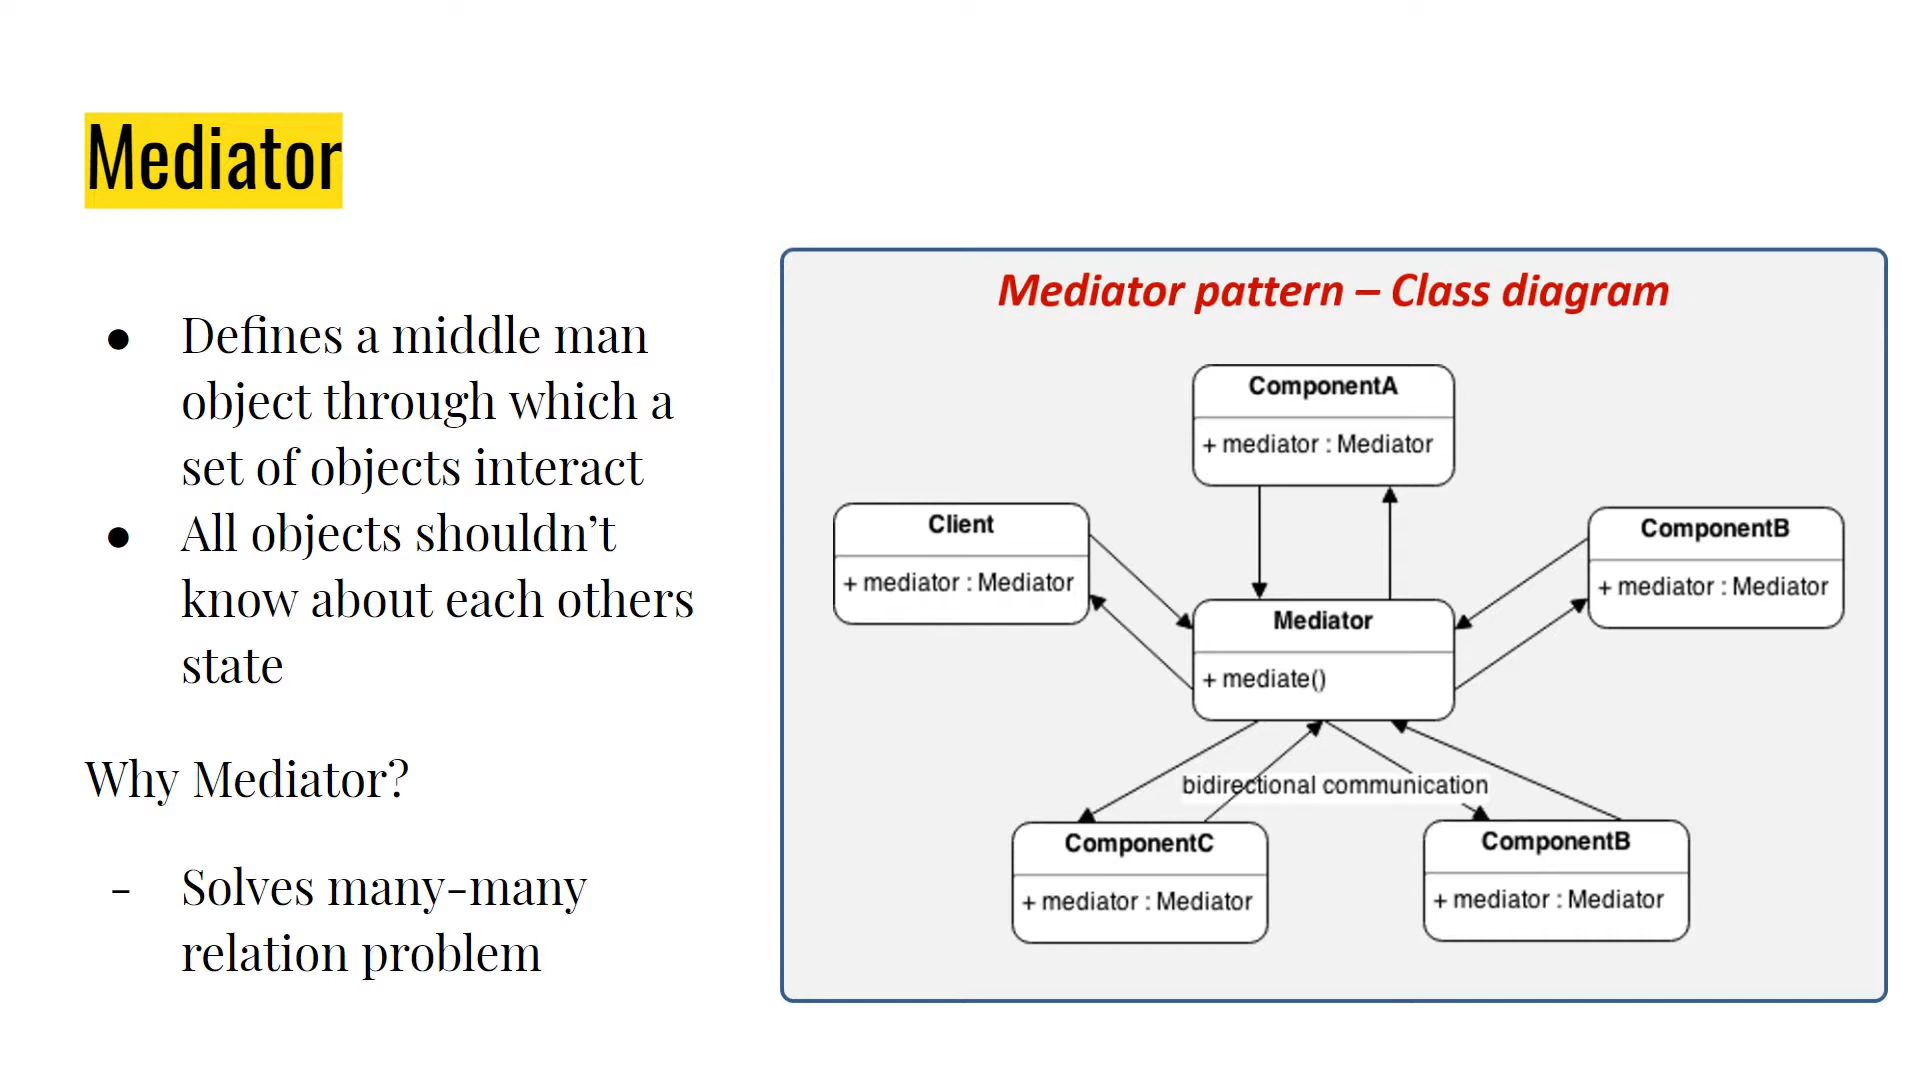 Mediator
● Defines a middle man
object through which a
set of objects interact
● All objects shouldn’t
know about each others
state
Why Mediator?
- Solves many-many
relation problem
Mediator pattern – Class diagram
ComponentA
+ mediator : Mediator
Client
+ mediator : Mediator
ComponentB
+ mediator : Mediator
Mediator
+ mediate()
bidirectional communication
ComponentC
+ mediator : Mediator
ComponentB
+ mediator : Mediator